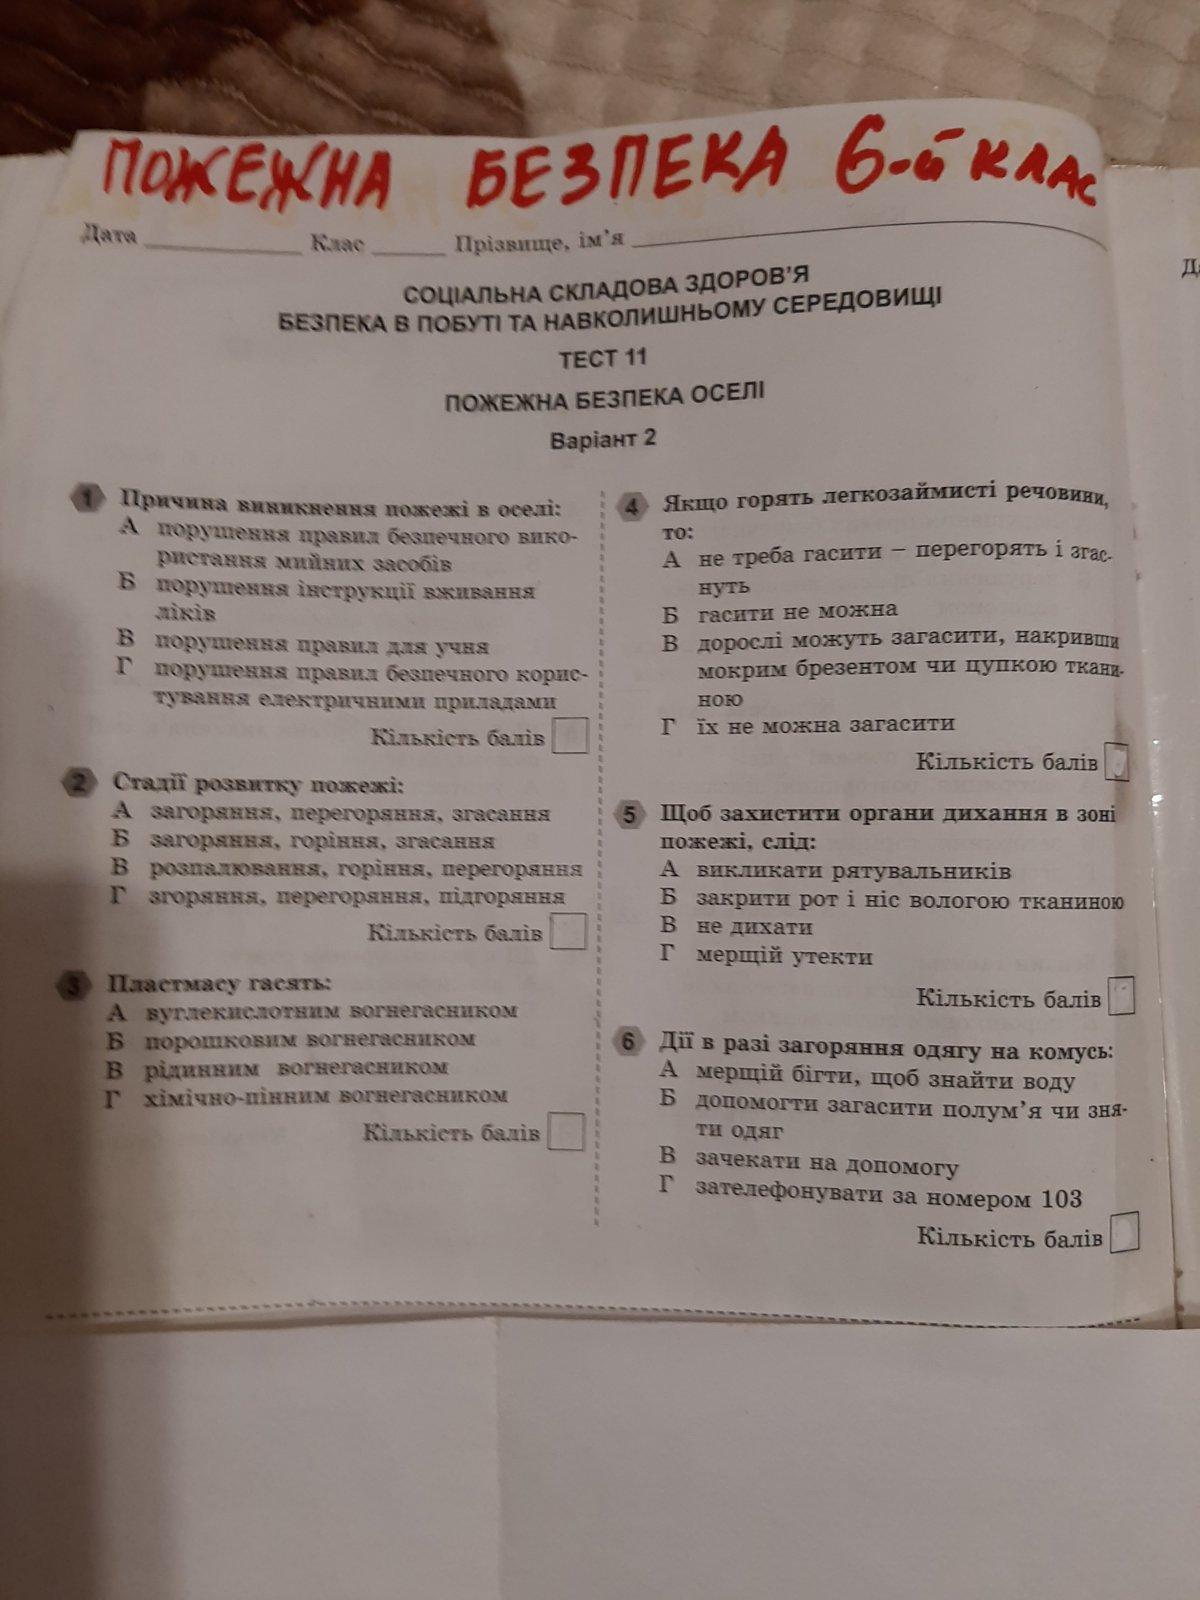 ПОЖЕЖНА БЕЗПЕКА 6-й КЛАС
Дата Клас Прізвище, ім’я
СОЦІАЛЬНА СКЛАДОВА ЗДОРОВ’Я
БЕЗПЕКА В ПОБУТІ ТА НАВКОЛИШНЬОМУ СЕРЕДОВИЩІ
ТЕСТ 11
ПОЖЕЖНА БЕЗПЕКА ОСЕЛІ
Варіант 2
1 Причина виникнення пожежі в оселі:
А порушення правил безпечного вико-
ристання мийних засобів
Б порушення інструкції вживання
ліків
В порушення правил для учня
Г порушення правил безпечного корис-
тування електричними приладами
Кількість балів
2 Стадії розвитку пожежі:
А загоряння, перегоряння, згасання
Б загоряння, горіння, згасання
В розпалювання, горіння, перегоряння
Г згоряння, перегоряння, підгоряння
Кількість балів
3 Пластмасу гасять:
А вуглекислотним вогнегасником
Б порошковим вогнегасником
В рідинним вогнегасником
Г хімічно-пінним вогнегасником
Кількість балів
4 Якщо горять легкозаймисті речовини,
то:
А не треба гасити – перегорять і згас-
нуть
Б гасити не можна
В дорослі можуть загасити, накривши
мокрим брезентом чи цупкою ткани-
ною
Г їх не можна загасити
Кількість балів
5 Щоб захистити органи дихання в зоні
пожежі, слід:
А викликати рятувальників
Б закрити рот і ніс вологою тканиною
В не дихати
Г мерщій утекти
Кількість балів
6 Дії в разі загоряння одягу на комусь:
А мерщій бігти, щоб знайти воду
Б допомогти загасити полум’я чи зня-
ти одяг
В зачекати на допомогу
Г зателефонувати за номером 103
Кількість балів